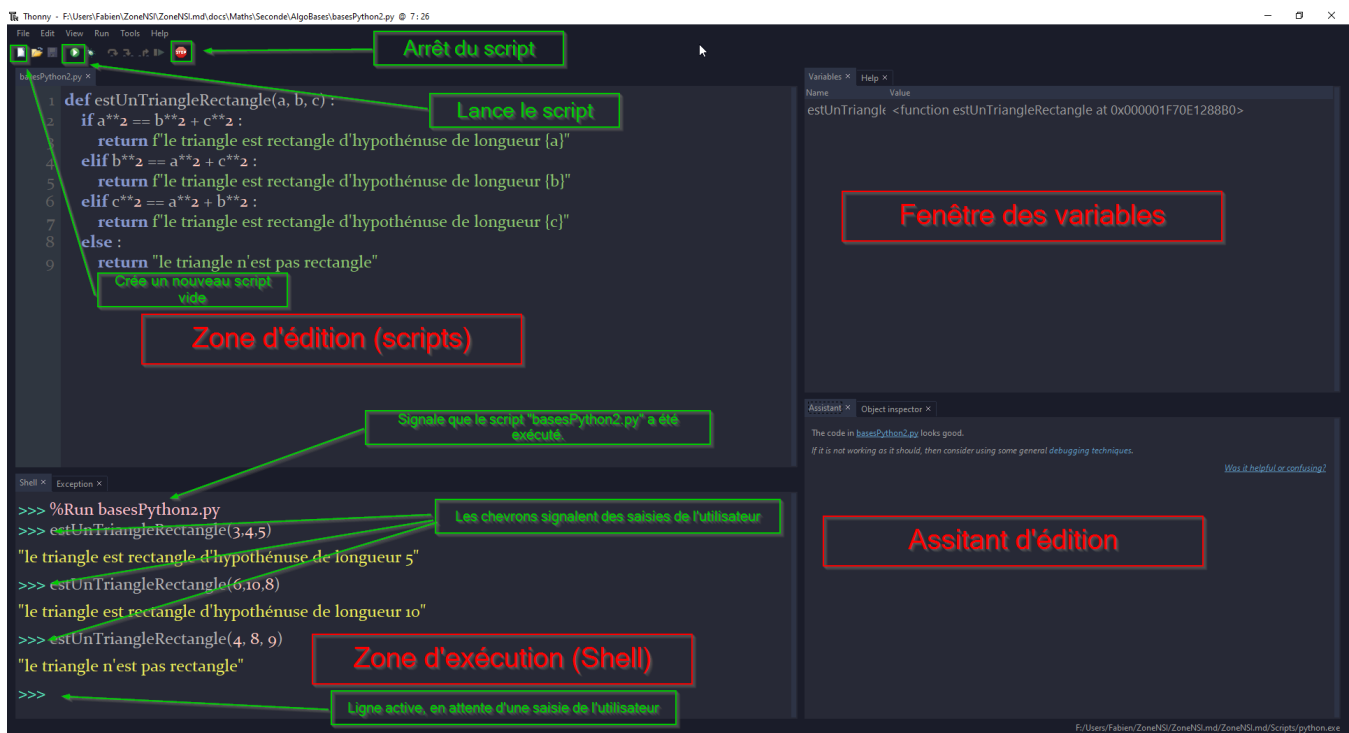 Thonny - F:\Users\Fabien\ZoneNSI\ZoneNSI.md\docs\Maths\Seconde\AlgoBases\basesPython2.py @ 7:26
File Edit View Run Tools Help
STOP
Arrêt du script
basesPython2.py ×
Lance le script
1 def estUnTriangleRectangle(a, b, c) :
2 if a**2 == b**2 + c**2 :
3 return f"le triangle est rectangle d'hypothénuse de longueur {a}"
4 elif b**2 == a**2 + c**2 :
5 return f"le triangle est rectangle d'hypothénuse de longueur {b}"
6 elif c**2 == a**2 + b**2 :
7 return f"le triangle est rectangle d'hypothénuse de longueur {c}"
8 else :
9 return "le triangle n'est pas rectangle"
Crée un nouveau script
vide
Zone d'édition (scripts)
Signale que le script "basesPython2.py" a été
exécuté.
Shell × Exception ×
>>> %Run basesPython2.py
>>> estUnTriangleRectangle(3,4,5)
"le triangle est rectangle d'hypothénuse de longueur 5"
>>> estUnTriangleRectangle(6,10,8)
"le triangle est rectangle d'hypothénuse de longueur 10"
>>> estUnTriangleRectangle(4, 8, 9)
"le triangle n'est pas rectangle"
>>>
Les chevrons signalent des saisies de l'utilisateur
Zone d'exécution (Shell)
Ligne active, en attente d'une saisie de l'utilisateur
Variables × Help ×
Name Value
estUnTriangle <function estUnTriangleRectangle at 0x000001F70E1288B0>
Fenêtre des variables
Assistant × Object inspector ×
The code in basesPython2.py looks good.
If it is not working as it should, then consider using some general debugging techniques.
Was it helpful or confusing?
Assitant d'édition
F:/Users/Fabien/ZoneNSI/ZoneNSI.md/ZoneNSI.md/Scripts/python.exe